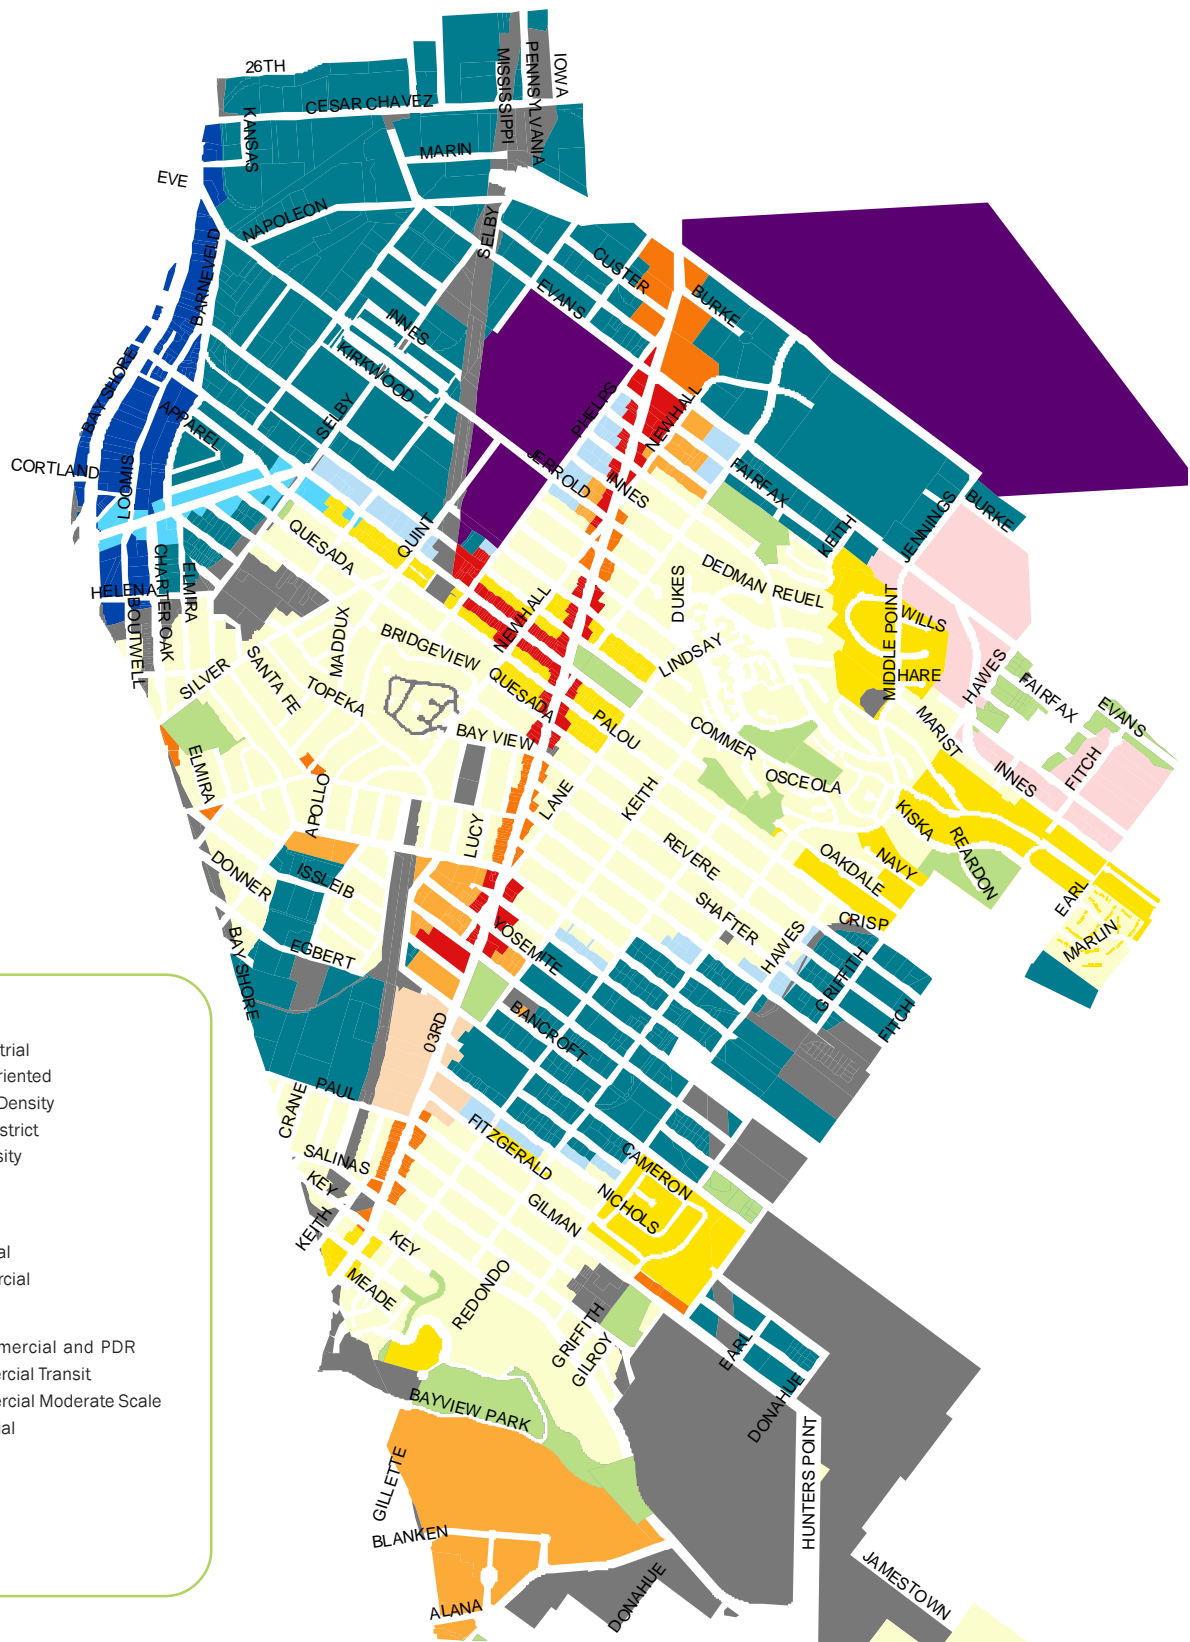 26TH
CESAR CHAVEZ
KANSAS
MISSISSIPPI
PENNSYLVANIA
IOWA
MARIN
EVE
NAPOLEON
SELBY
BARNEVELD
CUSTER
EVANS
BURKE
INNES
KIRKWOOD
BAY SHORE
APPAREL
SELBY
PHELPS
NEWHALL
CORTLAND
LOOMIS
JERROLD
INNES
FAIRFAX
KEITH
JENNINGS
BURKE
QUESADA
QUINT
HELENA
CHARTER OAK
ELMIRA
BOUTWELL
DUKES
DEDMAN REUEL
MIDDLE POINT
WILLS
HARE
MADDUX
BRIDGEVIEW
NEWHALL
LINDSAY
SILVER
SANTA FE
TOPEKA
QUESADA
PALOU
BAY VIEW
COMMER
OSCEOLA
MARIST
HAWES
FAIRFAX
EVANS
FITCH
INNES
ELMIRA
APOLLO
LUCY
LANE
KEITH
REVERE
KISKA
REARDON
NAVY
OAKDALE
DONNER
ISSLEIB
SHAFTER
CRISP
EARL
MARLIN
EGBERT
YOSEMITE
HAWES
GRIFFITH
FITCH
BAY SHORE
03RD
BANCROFT
PAUL
CRANE
FITZGERALD
CAMERON
SALINAS
KEY
KEITH
NICHOLS
GILMAN
KEY
MEADE
REDONDO
GRIFFITH
GILROY
EARL
DONAHUE
BAYVIEW PARK
GILLETTE
BLANKEN
HUNTERS POINT
JAMESTOWN
DONAHUE
ALANA
trial
riented
Density
strict
sity
al
rcial
mercial and PDR
ercial Transit
ercial Moderate Scale
ial